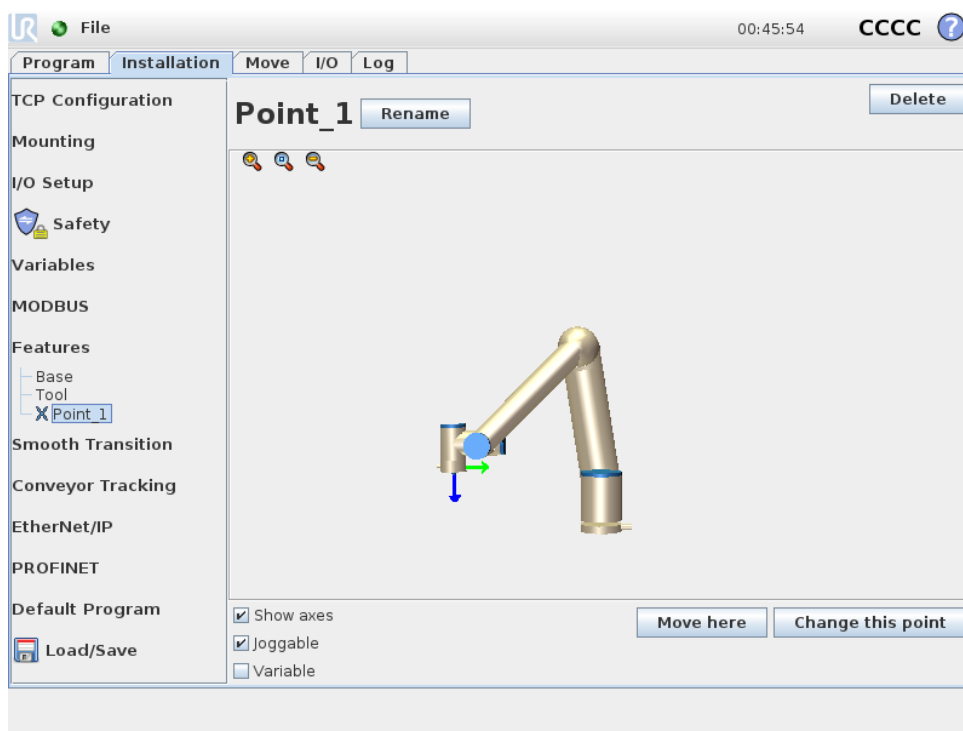 UR File 00:45:54 CCCC ?
Program Installation Move I/O Log
TCP Configuration
Point_1 Rename Delete
Mounting
I/O Setup
Safety
Variables
MODBUS
Features
Base
Tool
Point_1
Smooth Transition
Conveyor Tracking
EtherNet/IP
PROFINET
Default Program
Load/Save
Show axes
Joggable
Variable
Move here Change this point